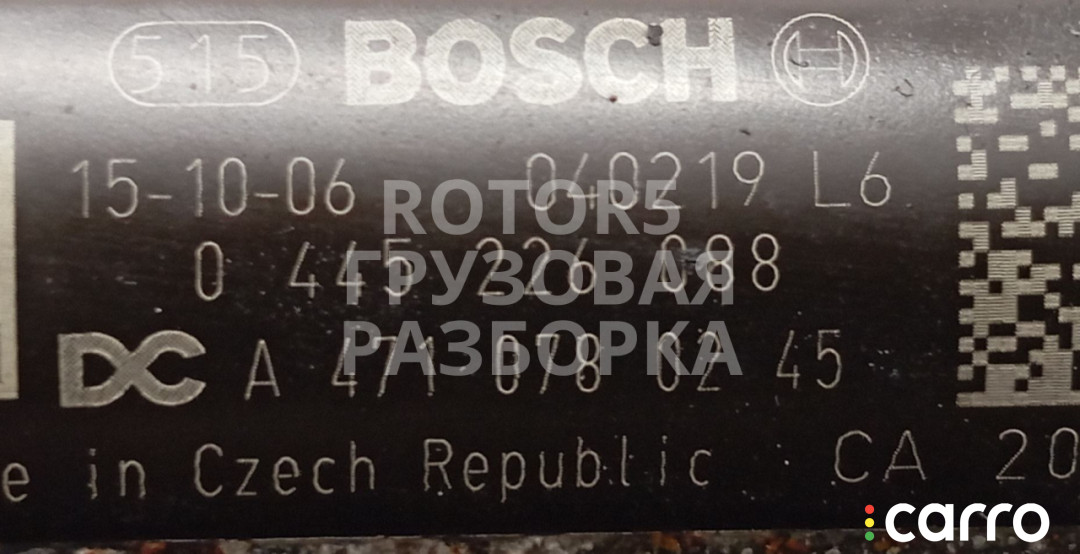 515 BOSCH
15-10-06 040219 L6
ROTOR5
0 445 226 088
ГРУЗОВАЯ
DC A 471 078 02 45
РАЗБОРКА
e in Czech Republic CA 20
carro